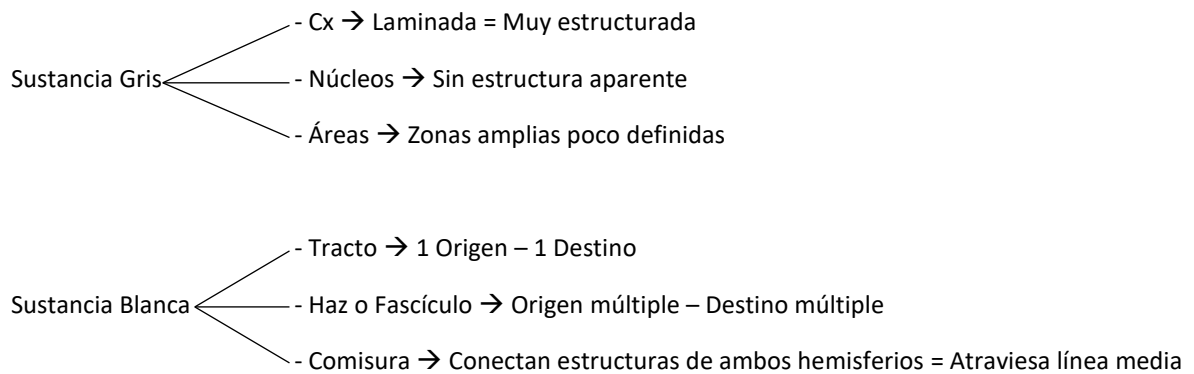 - Cx → Laminada = Muy estructurada
Sustancia Gris
- Núcleos → Sin estructura aparente
- Áreas → Zonas amplias poco definidas
- Tracto → 1 Origen – 1 Destino
Sustancia Blanca
- Haz o Fascículo → Origen múltiple – Destino múltiple
- Comisura → Conectan estructuras de ambos hemisferios = Atraviesa línea media